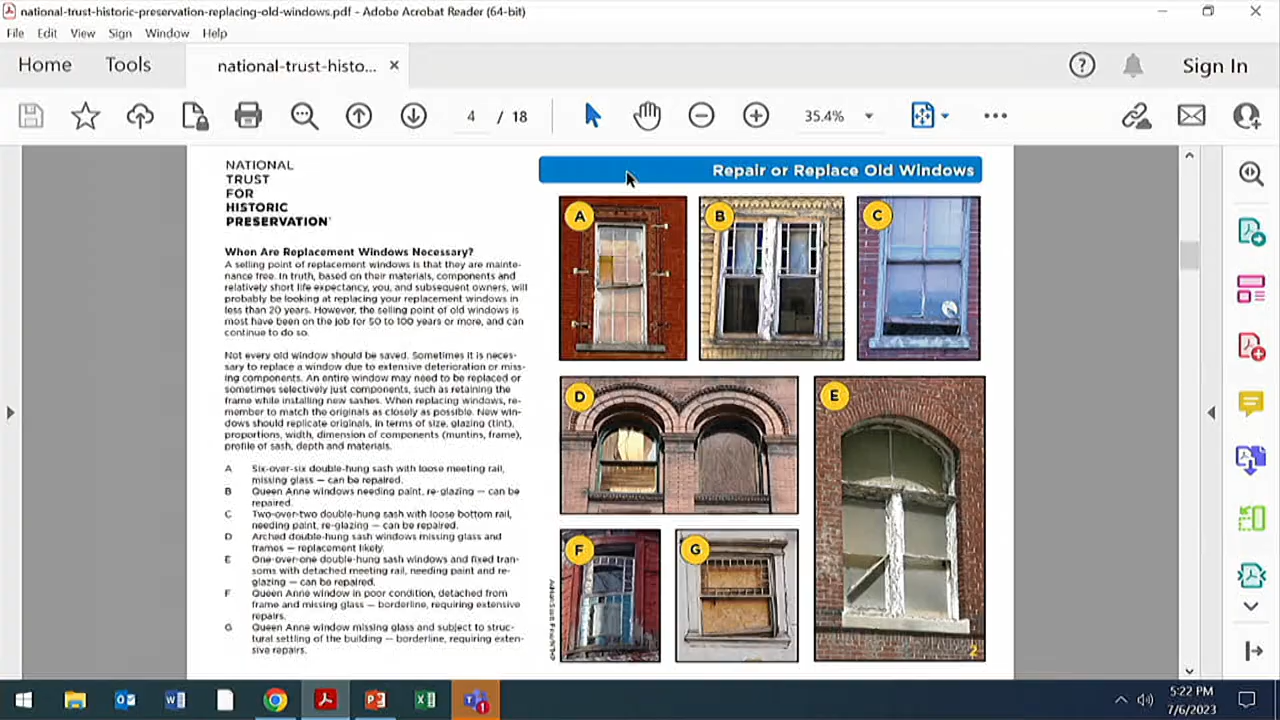 national-trust-historic-preservation-replacing-old-windows.pdf - Adobe Acrobat Reader (64-bit)
File Edit View Sign Window Help
Home Tools national-trust-histo... ×
Sign In
4 / 18 35.4%
NATIONAL
TRUST
FOR
HISTORIC
PRESERVATION
Repair or Replace Old Windows
When Are Replacement Windows Necessary?
A selling point of replacement windows is that they are mainte-
nance free. In truth, based on their materials, components and
relatively short life expectancy, you, and subsequent owners, will
probably be looking at replacing your replacement windows in
less than 20 years. However, the selling point of old windows is
most have been on the job for 50 to 100 years or more, and can
continue to do so.
Not every old window should be saved. Sometimes it is neces-
sary to replace a window due to extensive deterioration or miss-
ing components. An entire window may need to be replaced or
sometimes selectively just components, such as retaining the
frame while installing new sashes. When replacing windows, re-
member to match the originals as closely as possible. New win-
dows should replicate originals, in terms of size, glazing (tint),
proportions, width, dimension of components (muntins, frame),
profile of sash, depth and materials.
A Six-over-six double-hung sash with loose meeting rail,
missing glass — can be repaired.
B Queen Anne windows needing paint, re-glazing — can be
repaired.
C Two-over-two double-hung sash with loose bottom rail,
needing paint, re-glazing — can be repaired.
D Arched double-hung sash windows missing glass and
frames — replacement likely.
E One-over-one double-hung sash windows and fixed tran-
soms with detached meeting rail, needing paint and re-
glazing — can be repaired.
F Queen Anne window in poor condition, detached from
frame and missing glass — borderline, requiring extensive
repairs.
G Queen Anne window missing glass and subject to struc-
tural settling of the building — borderline, requiring exten-
sive repairs.
A
B
C
D
E
F
G
2
5:22 PM
7/6/2023